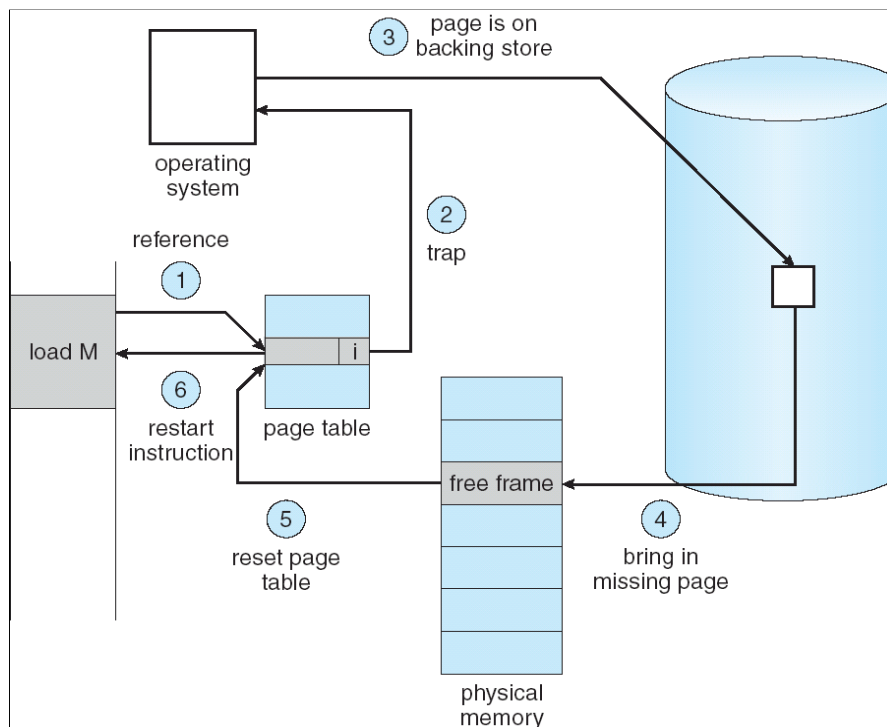 3
page is on
backing store
operating
system
2
trap
reference
1
load M
i
6
restart
instruction
page table
free frame
5
reset page
table
4
bring in
missing page
physical
memory